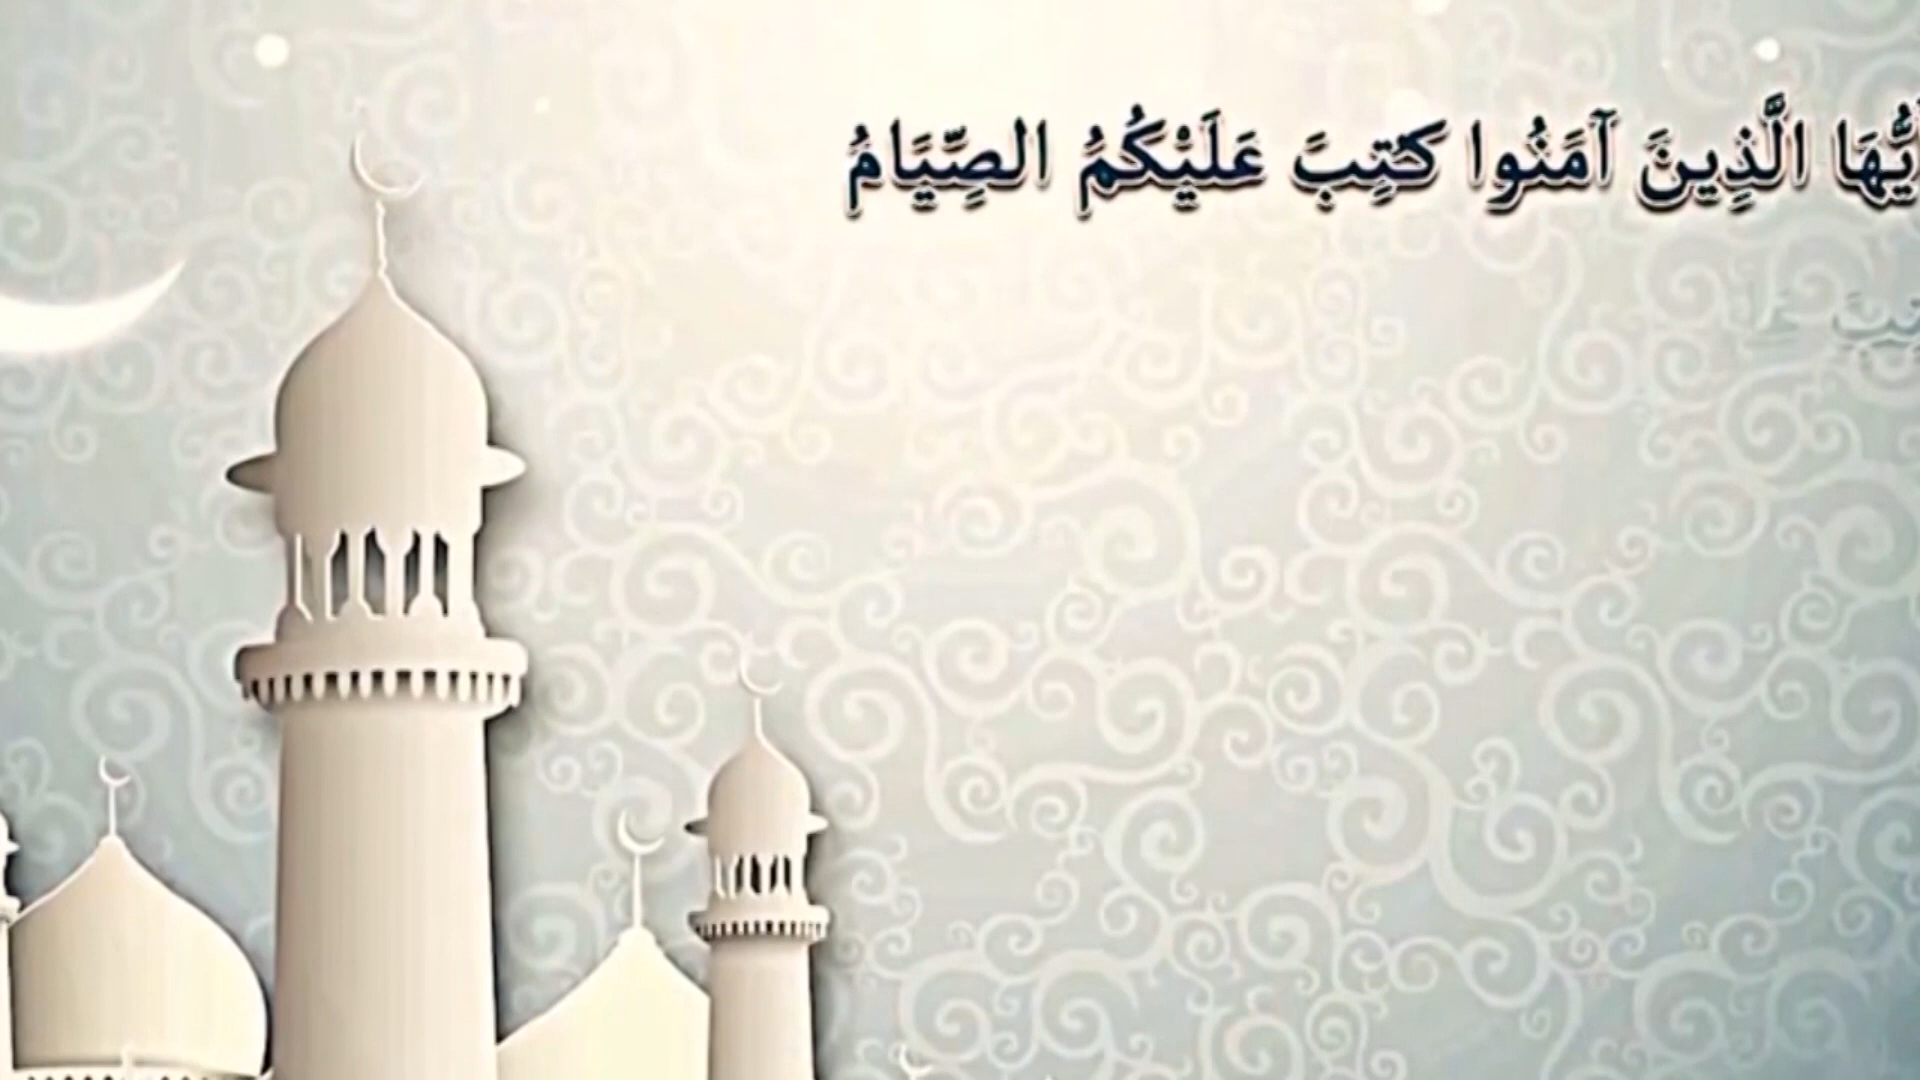 يُّهَا الَّذِينَ آمَنُوا كُتِبَ عَلَيْكُمُ الصِّيَامُ